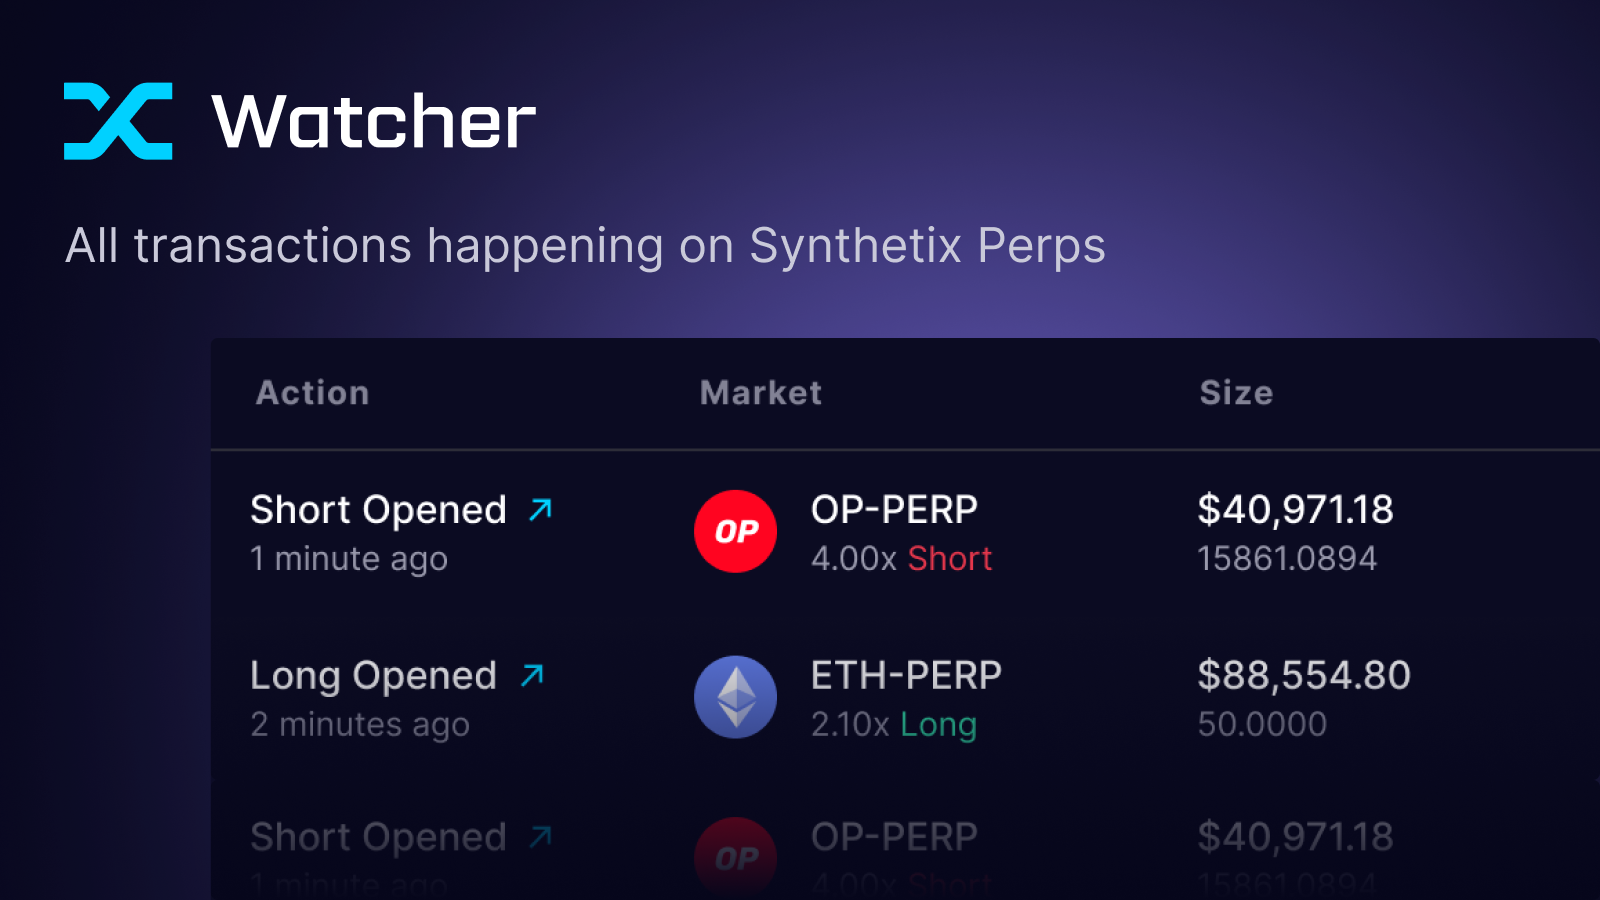 Watcher
All transactions happening on Synthetix Perps
Action Market Size
Short Opened OP OP-PERP $40,971.18
1 minute ago 4.00x Short 15861.0894
Long Opened ETH-PERP $88,554.80
2 minutes ago 2.10x Long 50.0000
Short Opened OP OP-PERP $40,971.18
1 minute ago 4.00x Short 15861.0894